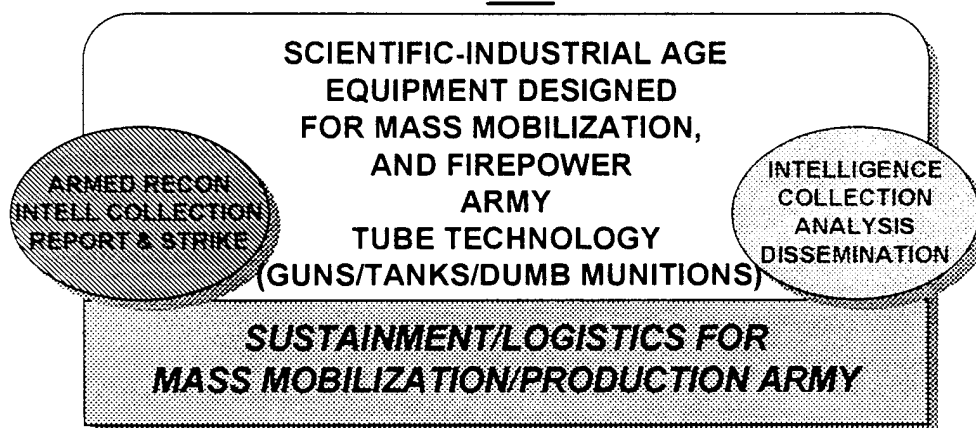 SCIENTIFIC-INDUSTRIAL AGE
EQUIPMENT DESIGNED
FOR MASS MOBILIZATION,
AND FIREPOWER
ARMY
TUBE TECHNOLOGY
(GUNS/TANKS/DUMB MUNITIONS)
ARMED RECON
INTELL COLLECTION
REPORT & STRIKE
INTELLIGENCE
COLLECTION
ANALYSIS
DISSEMINATION
SUSTAINMENT/LOGISTICS FOR
MASS MOBILIZATION/PRODUCTION ARMY